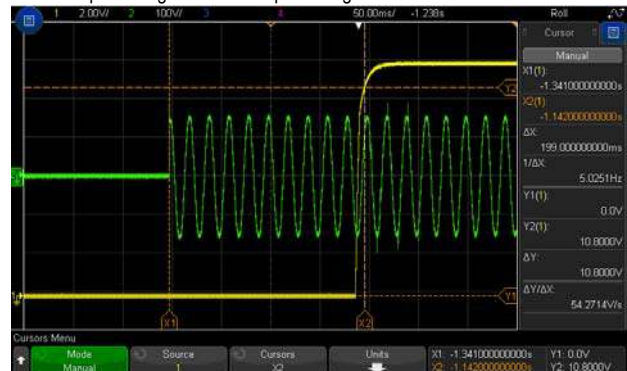 1 2.00V/ 2 100V/ 3 4 50.00ms/ -1.238s Roll
Cursor
Manual
X1(1):
-1.341000000000s
X2(1):
-1.142000000000s
ΔX:
199.000000000ms
1/ΔX:
5.0251Hz
Y1(1):
0.0V
Y2(1):
10.8000V
ΔY:
10.8000V
ΔY/ΔX:
54.2714V/s
Y2
Y1
X1 X2
Cursors Menu
Mode Source Cursors Units X1: -1.341000000000s Y1: 0.0V
Manual 1 X2 X2: -1.142000000000s Y2: 10.8000V